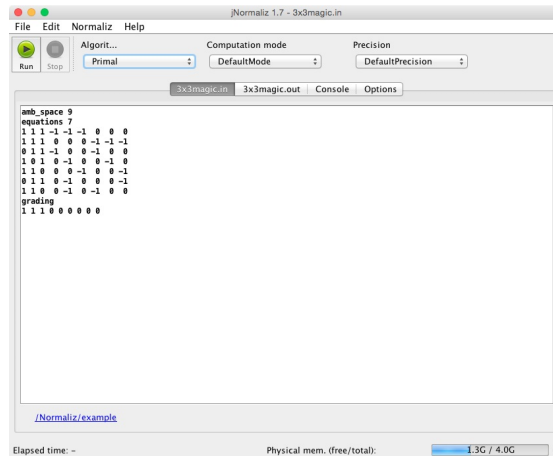 jNormaliz 1.7 - 3x3magic.in
File Edit Normaliz Help
Algorit... Computation mode Precision
Run Stop Primal DefaultMode DefaultPrecision
3x3magic.in 3x3magic.out Console Options
amb_space 9
equations 7
1 1 1 -1 -1 -1 0 0 0
1 1 1 0 0 0 -1 -1 -1
0 1 1 -1 0 0 -1 0 0
1 0 1 0 -1 0 0 -1 0
1 1 0 0 0 -1 0 0 -1
0 1 1 0 -1 0 0 0 -1
1 1 0 0 -1 0 -1 0 0
grading
1 1 1 0 0 0 0 0 0
/Normaliz/example
Elapsed time: – Physical mem. (free/total): 1.3G / 4.0G